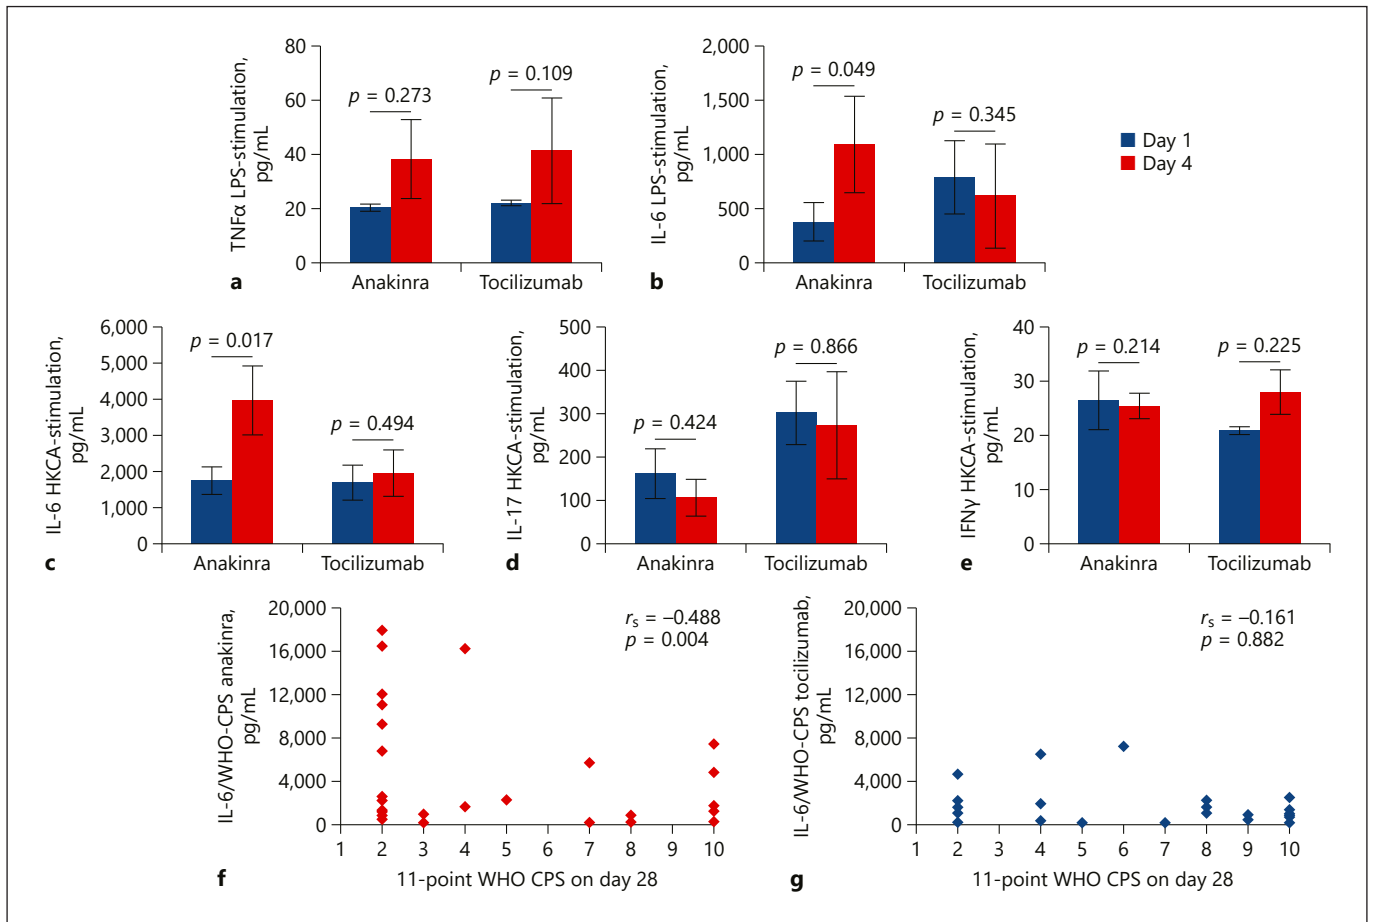 TNFα LPS-stimulation,
pg/mL
80
60
40
20
0
p = 0.273
p = 0.109
Anakinra
Tocilizumab
a
IL-6 LPS-stimulation,
pg/mL
2,000
1,500
1,000
500
0
p = 0.049
p = 0.345
Anakinra
Tocilizumab
b
Day 1
Day 4
IL-6 HKCA-stimulation,
pg/mL
6,000
5,000
4,000
3,000
2,000
1,000
0
p = 0.017
p = 0.494
Anakinra
Tocilizumab
c
IL-17 HKCA-stimulation,
pg/mL
500
400
300
200
100
0
p = 0.424
p = 0.866
Anakinra
Tocilizumab
d
IFNγ HKCA-stimulation,
pg/mL
40
30
20
10
0
p = 0.214
p = 0.225
Anakinra
Tocilizumab
e
IL-6/WHO-CPS anakinra,
pg/mL
20,000
16,000
12,000
8,000
4,000
0
rs = –0.488
p = 0.004
1 2 3 4 5 6 7 8 9 10
11-point WHO CPS on day 28
f
IL-6/WHO-CPS tocilizumab,
pg/mL
20,000
16,000
12,000
8,000
4,000
0
rs = –0.161
p = 0.882
1 2 3 4 5 6 7 8 9 10
11-point WHO CPS on day 28
g